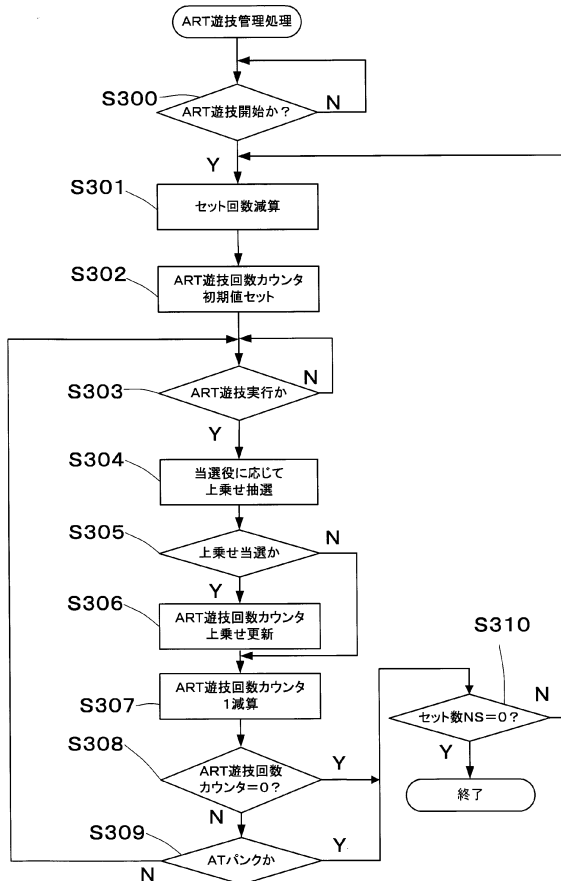 ART遊技管理処理
S300
ART遊技開始か？
N
Y
S301
セット回数減算
S302
ART遊技回数カウンタ
初期値セット
S303
ART遊技実行か
N
Y
S304
当選役に応じて
上乗せ抽選
S305
上乗せ当選か
N
Y
S306
ART遊技回数カウンタ
上乗せ更新
S307
ART遊技回数カウンタ
1減算
S308
ART遊技回数
カウンタ=0？
Y
N
S309
ATパンクか
Y
N
S310
セット数NS=0？
N
Y
終了